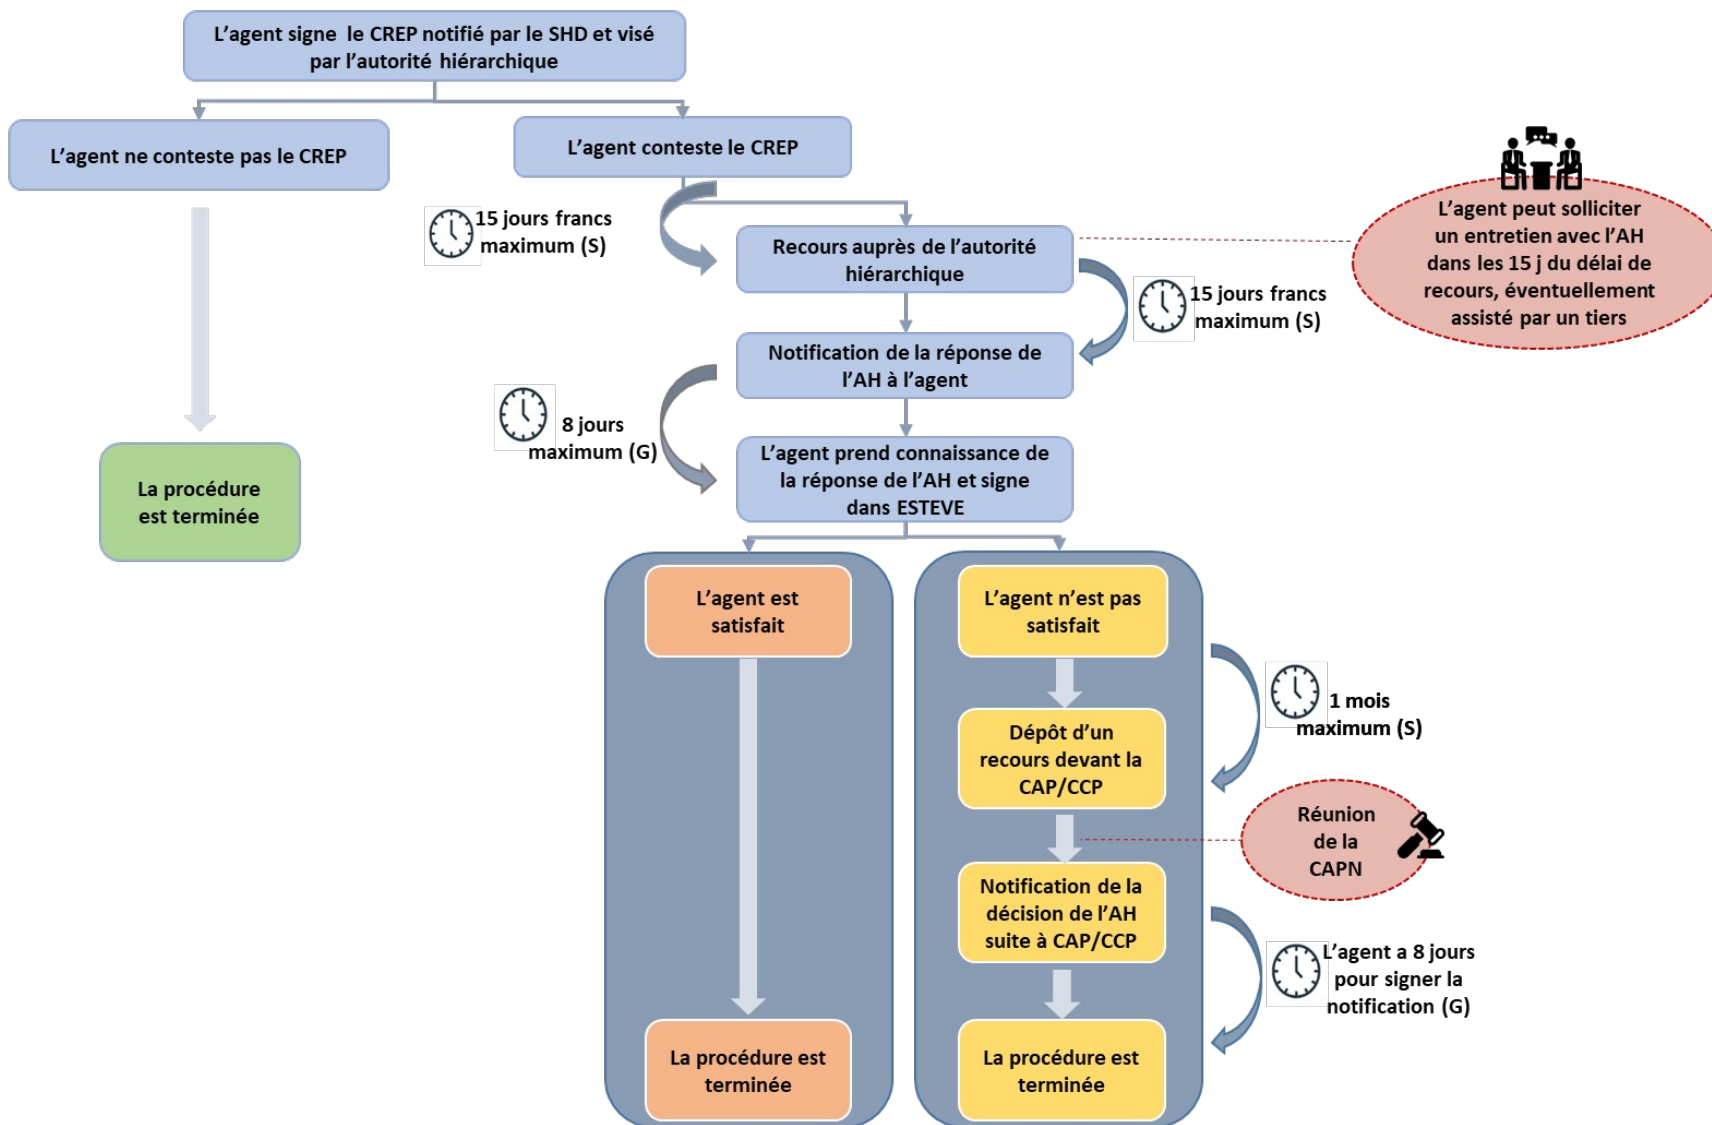 L’agent signe le CREP notifié par le SHD et visé
par l’autorité hiérarchique
L’agent ne conteste pas le CREP
L’agent conteste le CREP
15 jours francs
maximum (S)
Recours auprès de l’autorité
hiérarchique
L’agent peut solliciter
un entretien avec l’AH
dans les 15 j du délai de
recours, éventuellement
assisté par un tiers
15 jours francs
maximum (S)
Notification de la réponse de
l’AH à l’agent
8 jours
maximum (G)
L’agent prend connaissance de
la réponse de l’AH et signe
dans ESTEVE
La procédure
est terminée
L’agent est
satisfait
L’agent n’est pas
satisfait
1 mois
maximum (S)
Dépôt d’un
recours devant la
CAP/CCP
Réunion
de la
CAPN
Notification de la
décision de l’AH
suite à CAP/CCP
L’agent a 8 jours
pour signer la
notification (G)
La procédure est
terminée
La procédure est
terminée